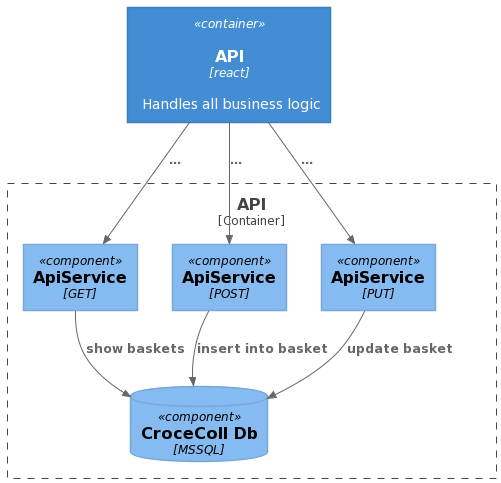 «container»
API
[react]
Handles all business logic
...
...
...
API
[Container]
«component»
ApiService
[GET]
«component»
ApiService
[POST]
«component»
ApiService
[PUT]
show baskets
insert into basket
update basket
«component»
CroceColl Db
[MSSQL]